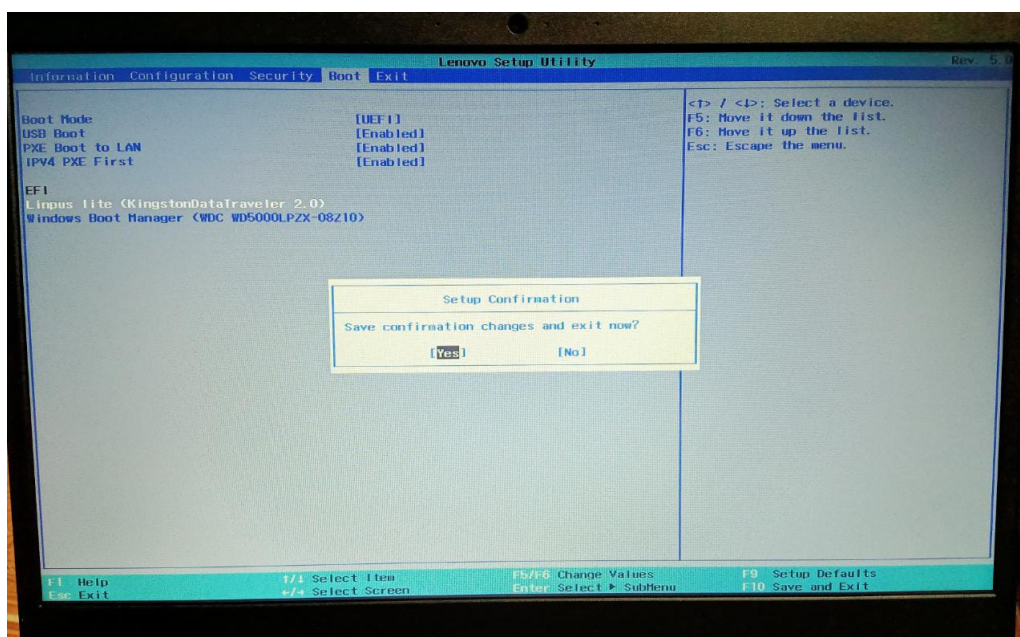 Lenovo Setup Utility
Rev. 5.0
Information Configuration Security Boot Exit
Boot Mode [UEFI]
USB Boot [Enabled]
PXE Boot to LAN [Enabled]
IPV4 PXE First [Enabled]
EFI
Linpus lite (KingstonDataTraveler 2.0)
Windows Boot Manager (WDC WD5000LPZX-08Z10)
<↑> / <↓>: Select a device.
F5: Move it down the list.
F6: Move it up the list.
Esc: Escape the menu.
Setup Confirmation
Save confirmation changes and exit now?
[Yes] [No]
F1 Help ↑/↓ Select Item F5/F6 Change Values F9 Setup Defaults
Esc Exit ←/→ Select Screen Enter Select ▶ SubMenu F10 Save and Exit